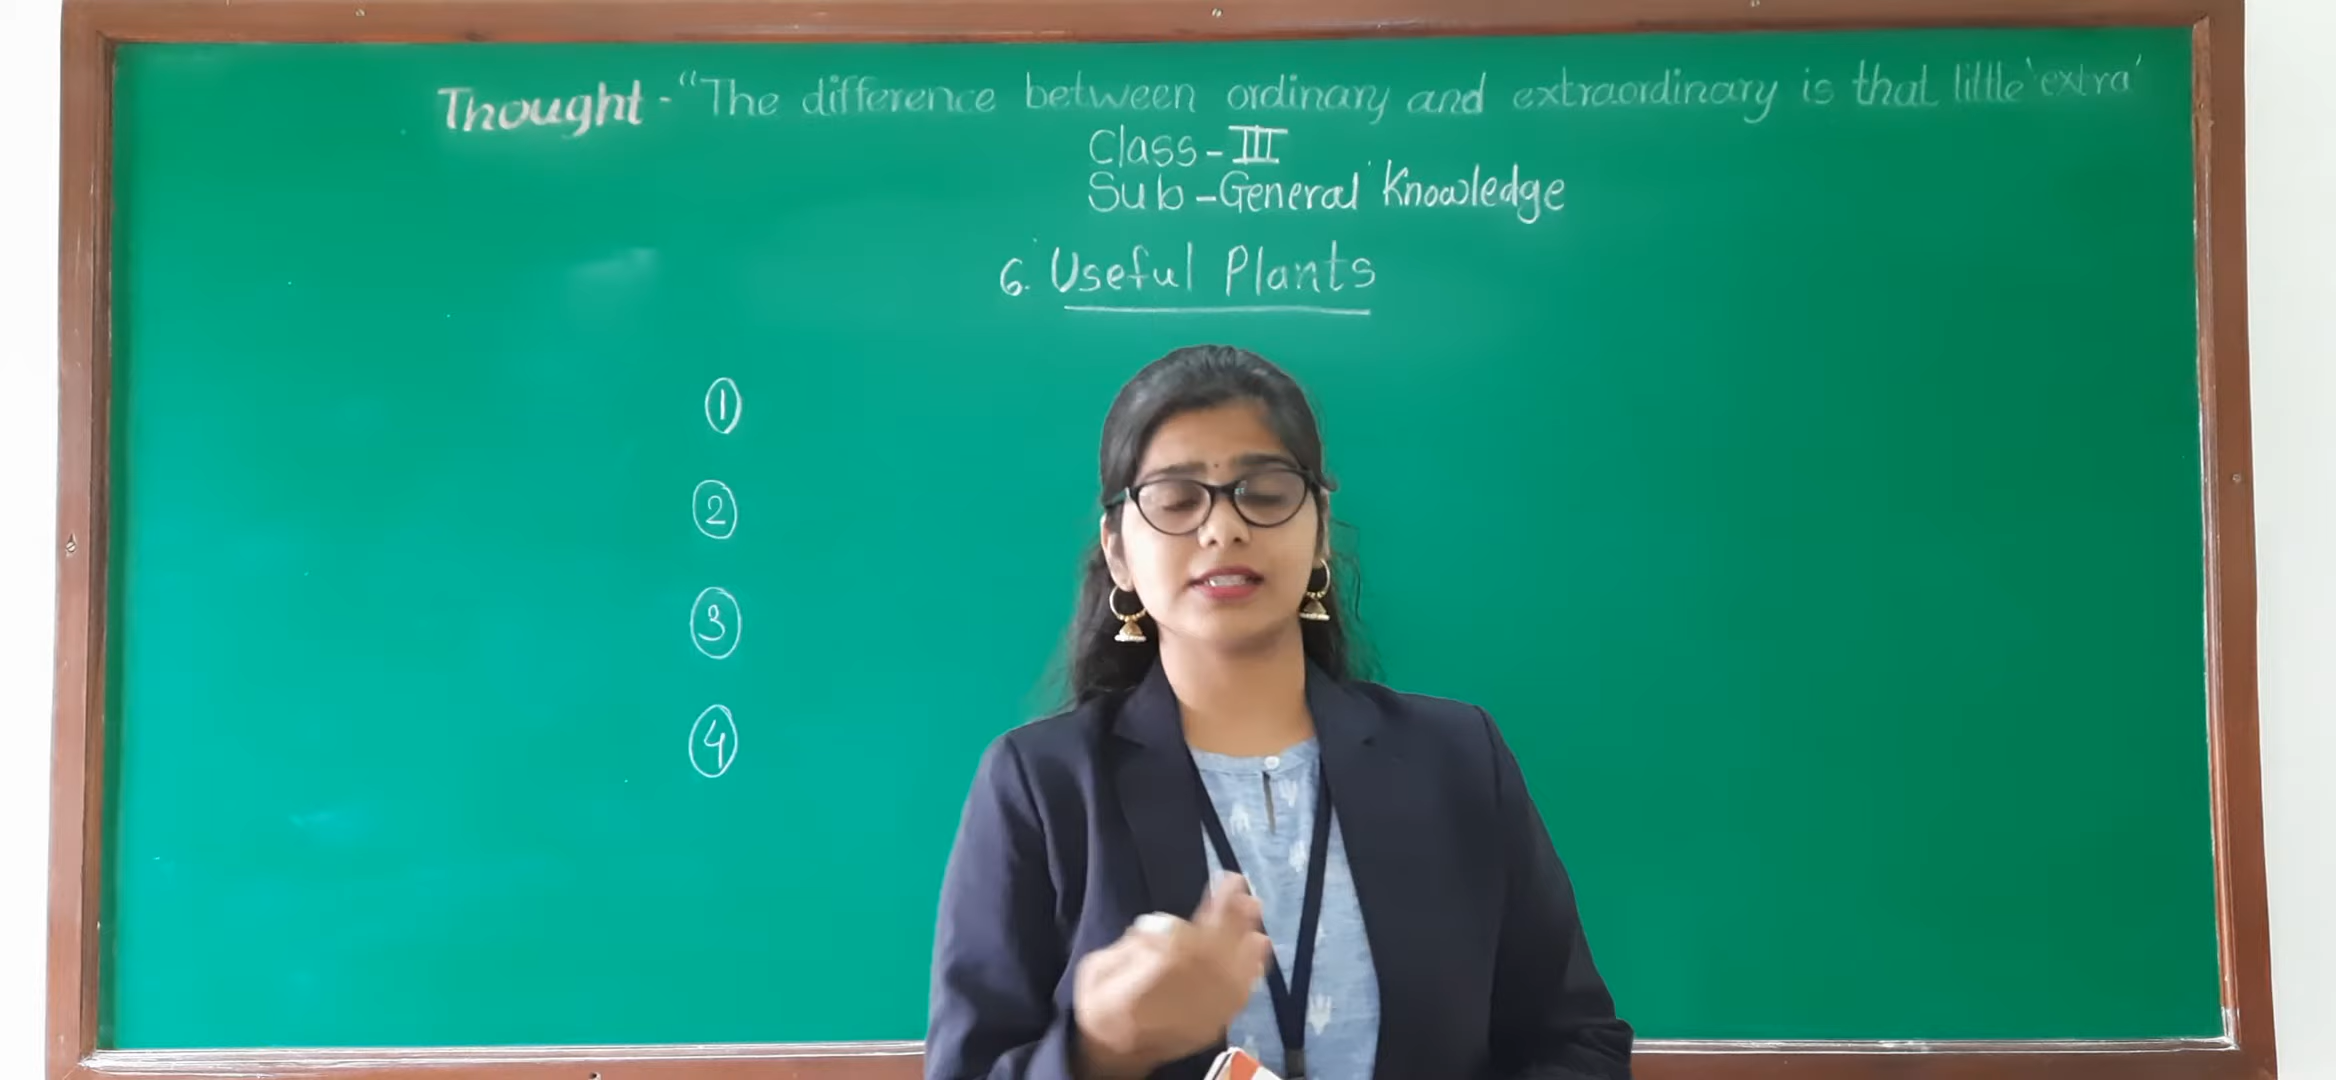 Thought - "The difference between ordinary and extraordinary is that little 'extra'
Class - III
Sub - General Knowledge
6. Useful Plants
1
2
3
4